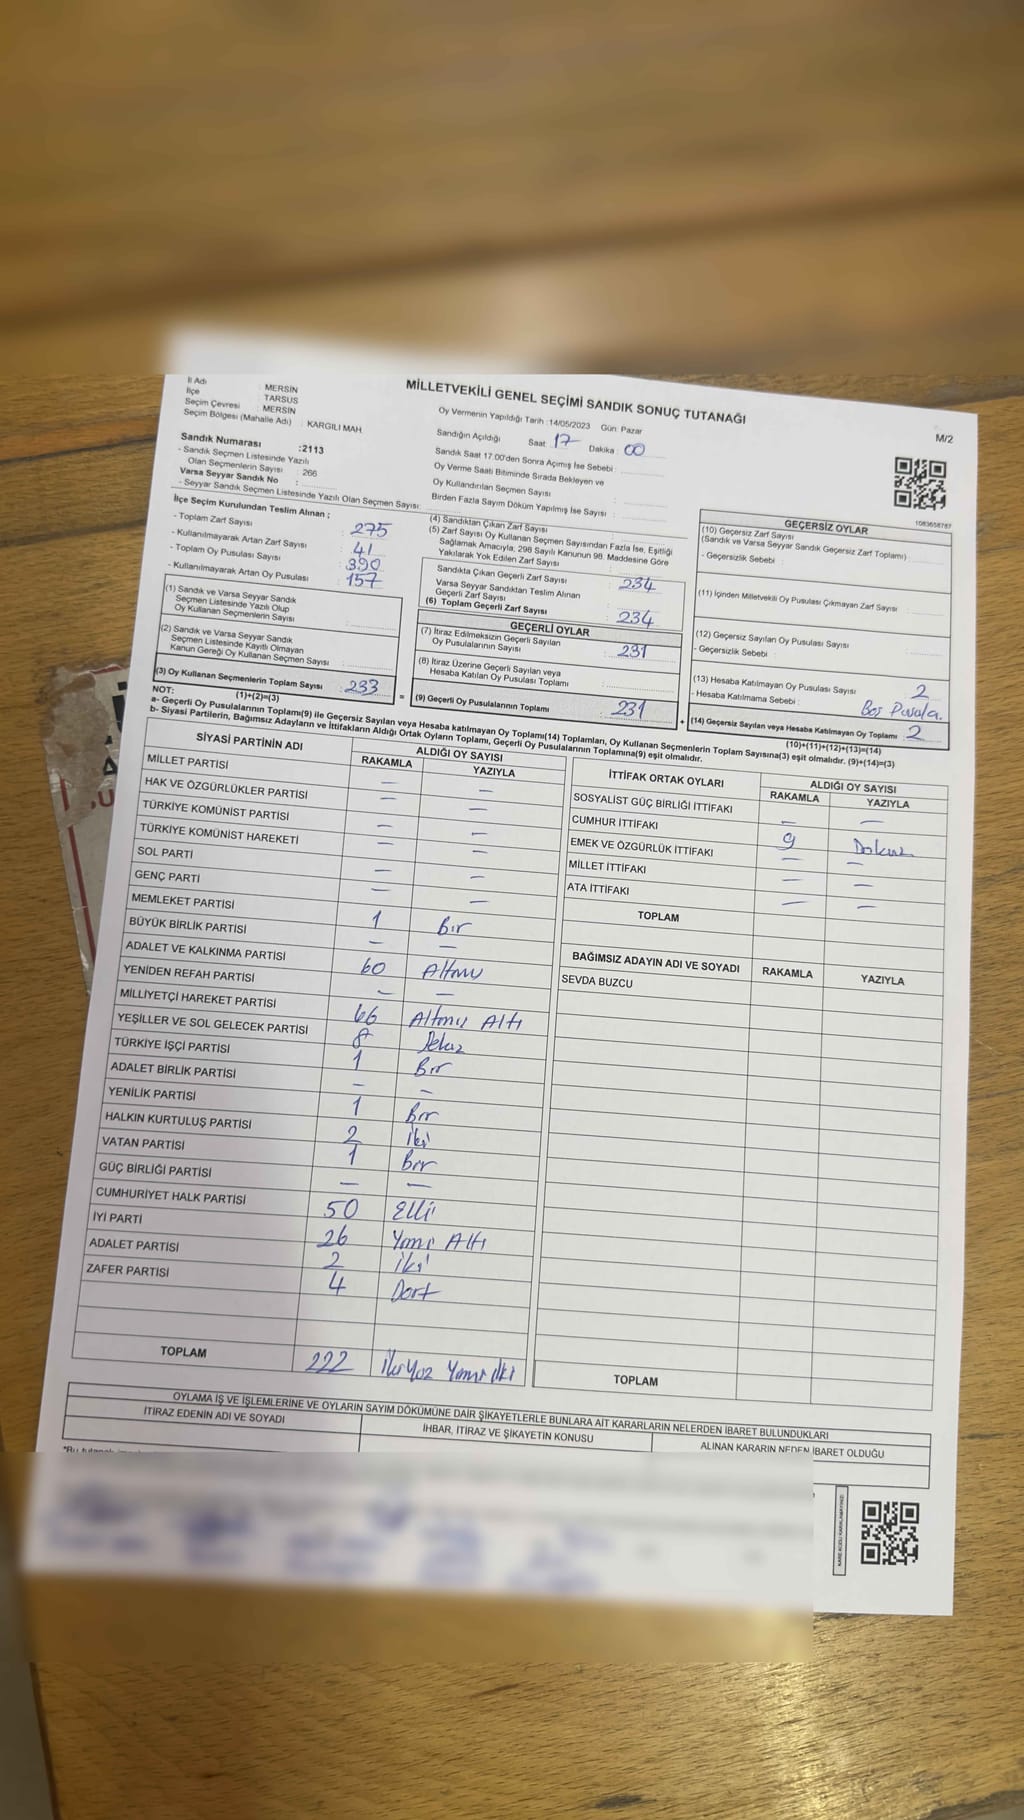 MİLLETVEKİLİ GENEL SEÇİMİ SANDIK SONUÇ TUTANAĞI
M/2
İl Adı : MERSİN
İlçe : TARSUS
Seçim Çevresi : MERSİN
Seçim Bölgesi (Mahalle Adı) : KARGILI MAH
Sandık Numarası :2113
- Sandık Seçmen Listesinde Yazılı
Olan Seçmenlerin Sayısı : 266
Varsa Seyyar Sandık No :
- Seyyar Sandık Seçmen Listesinde Yazılı Olan Seçmen Sayısı:
Oy Vermenin Yapıldığı Tarih :14/05/2023 Gün: Pazar
Sandığın Açıldığı Saat 17 Dakika : 00
Sandık Saat 17.00'den Sonra Açımış İse Sebebi :
Oy Verme Saati Bitiminde Sırada Bekleyen ve
Oy Kullandırılan Seçmen Sayısı :
Birden Fazla Sayım Döküm Yapılmış İse Sayısı :
1083658787
İlçe Seçim Kurulundan Teslim Alınan ;
- Toplam Zarf Sayısı : 275
- Kullanılmayarak Artan Zarf Sayısı : 41
- Toplam Oy Pusulası Sayısı : 390
- Kullanılmayarak Artan Oy Pusulası : 157
(1) Sandık ve Varsa Seyyar Sandık
Seçmen Listesinde Yazılı Olup
Oy Kullanan Seçmenlerin Sayısı :
(2) Sandık ve Varsa Seyyar Sandık
Seçmen Listesinde Kayıtlı Olmayan
Kanun Gereği Oy Kullanan Seçmen Sayısı :
(3) Oy Kullanan Seçmenlerin Toplam Sayısı : 233
(1)+(2)=(3)
(4) Sandıktan Çıkan Zarf Sayısı
(5) Zarf Sayısı Oy Kullanan Seçmen Sayısından Fazla İse, Eşitliği
Sağlamak Amacıyla, 298 Sayılı Kanunun 98. Maddesine Göre
Yakılarak Yok Edilen Zarf Sayısı
Sandıkta Çıkan Geçerli Zarf Sayısı : 234
Varsa Seyyar Sandıktan Teslim Alınan
Geçerli Zarf Sayısı
(6) Toplam Geçerli Zarf Sayısı : 234
GEÇERLİ OYLAR
(7) İtiraz Edilmeksizin Geçerli Sayılan
Oy Pusulalarının Sayısı : 231
(8) İtiraz Üzerine Geçerli Sayılan veya
Hesaba Katılan Oy Pusulası Toplamı
=
(9) Geçerli Oy Pusulalarının Toplamı : 231
GEÇERSİZ OYLAR
(10) Geçersiz Zarf Sayısı
(Sandık ve Varsa Seyyar Sandık Geçersiz Zarf Toplamı)
- Geçersizlik Sebebi :
(11) İçinden Milletvekili Oy Pusulası Çıkmayan Zarf Sayısı :
(12) Geçersiz Sayılan Oy Pusulası Sayısı :
- Geçersizlik Sebebi :
(13) Hesaba Katılmayan Oy Pusulası Sayısı : 2
- Hesaba Katılmama Sebebi : Boş Pusula.
+
(14) Geçersiz Sayılan veya Hesaba Katılmayan Oy Toplamı : 2
(10)+(11)+(12)+(13)=(14)
NOT:
a- Geçerli Oy Pusulalarının Toplamı(9) ile Geçersiz Sayılan veya Hesaba katılmayan Oy Toplamı(14) Toplamları, Oy Kullanan Seçmenlerin Toplam Sayısına(3) eşit olmalıdır. (9)+(14)=(3)
b- Siyasi Partilerin, Bağımsız Adayların ve İttifakların Aldığı Ortak Oyların Toplamı, Geçerli Oy Pusulalarının Toplamına(9) eşit olmalıdır.
SİYASİ PARTİNİN ADI ALDIĞI OY SAYISI
RAKAMLA YAZIYLA
MİLLET PARTİSİ — —
HAK VE ÖZGÜRLÜKLER PARTİSİ — —
TÜRKİYE KOMÜNİST PARTİSİ — —
TÜRKİYE KOMÜNİST HAREKETİ — —
SOL PARTİ — —
GENÇ PARTİ — —
MEMLEKET PARTİSİ 1 Bir
BÜYÜK BİRLİK PARTİSİ — —
ADALET VE KALKINMA PARTİSİ 60 Altmış
YENİDEN REFAH PARTİSİ — —
MİLLİYETÇİ HAREKET PARTİSİ 66 Altmış Altı
YEŞİLLER VE SOL GELECEK PARTİSİ 8 Sekiz
TÜRKİYE İŞÇİ PARTİSİ 1 Bir
ADALET BİRLİK PARTİSİ — —
YENİLİK PARTİSİ 1 Bir
HALKIN KURTULUŞ PARTİSİ 2 İki
VATAN PARTİSİ 1 Bir
GÜÇ BİRLİĞİ PARTİSİ — —
CUMHURİYET HALK PARTİSİ 50 Elli
İYİ PARTİ 26 Yirmi Altı
ADALET PARTİSİ 2 İki
ZAFER PARTİSİ 4 Dört
TOPLAM 222 İkiyüz Yirmi iki
İTTİFAK ORTAK OYLARI ALDIĞI OY SAYISI
RAKAMLA YAZIYLA
SOSYALİST GÜÇ BİRLİĞİ İTTİFAKI — —
CUMHUR İTTİFAKI 9 Dokuz
EMEK VE ÖZGÜRLÜK İTTİFAKI — —
MİLLET İTTİFAKI — —
ATA İTTİFAKI — —
TOPLAM
BAĞIMSIZ ADAYIN ADI VE SOYADI RAKAMLA YAZIYLA
SEVDA BUZCU
TOPLAM
OYLAMA İŞ VE İŞLEMLERİNE VE OYLARIN SAYIM DÖKÜMÜNE DAİR ŞİKAYETLERLE BUNLARA AİT KARARLARIN NELERDEN İBARET BULUNDUKLARI
İTİRAZ EDENİN ADI VE SOYADI İHBAR, İTİRAZ VE ŞİKAYETİN KONUSU ALINAN KARARIN NEDEN İBARET OLDUĞU